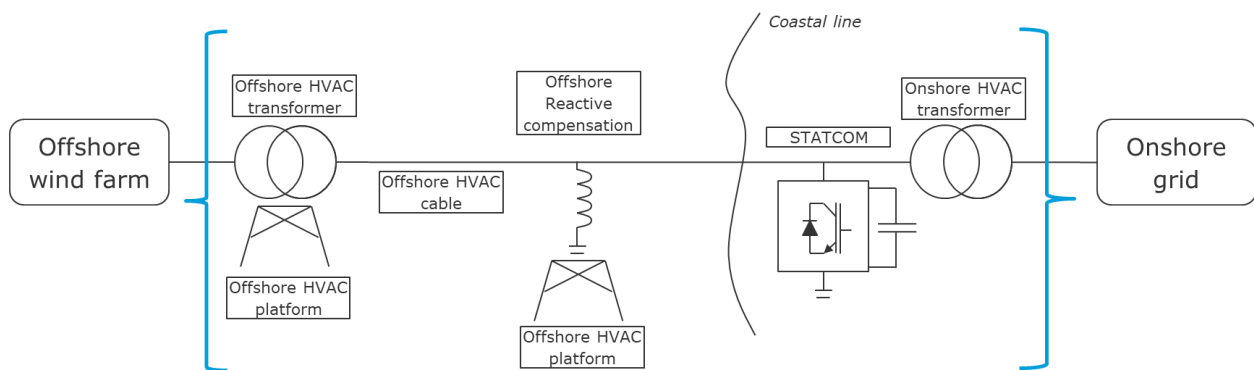 Coastal line
Offshore HVAC
transformer
Offshore
Reactive
compensation
Onshore HVAC
transformer
STATCOM
Offshore
wind farm
Offshore HVAC
cable
Onshore
grid
Offshore HVAC
platform
Offshore HVAC
platform